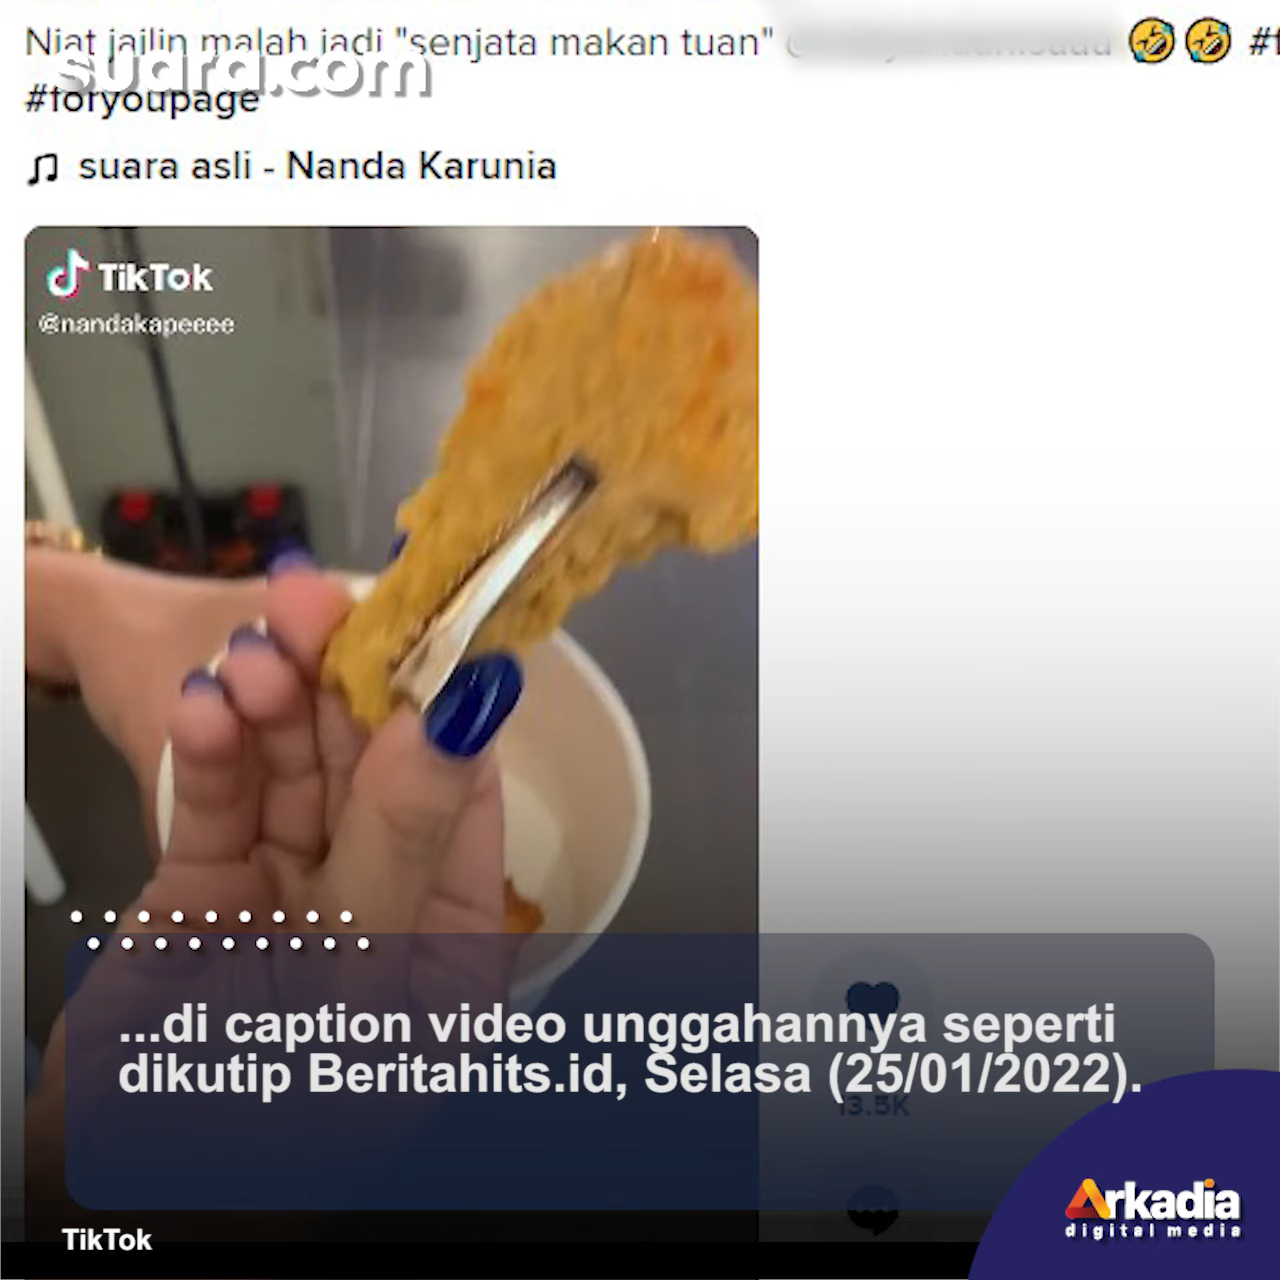 Niat jailin malah jadi "senjata makan tuan" 🤣🤣
suara.com
#foryoupage
suara asli - Nanda Karunia
TikTok
@nandakapeeee
...di caption video unggahannya seperti
dikutip Beritahits.id, Selasa (25/01/2022).
13.5K
Arkadia
digital media
TikTok